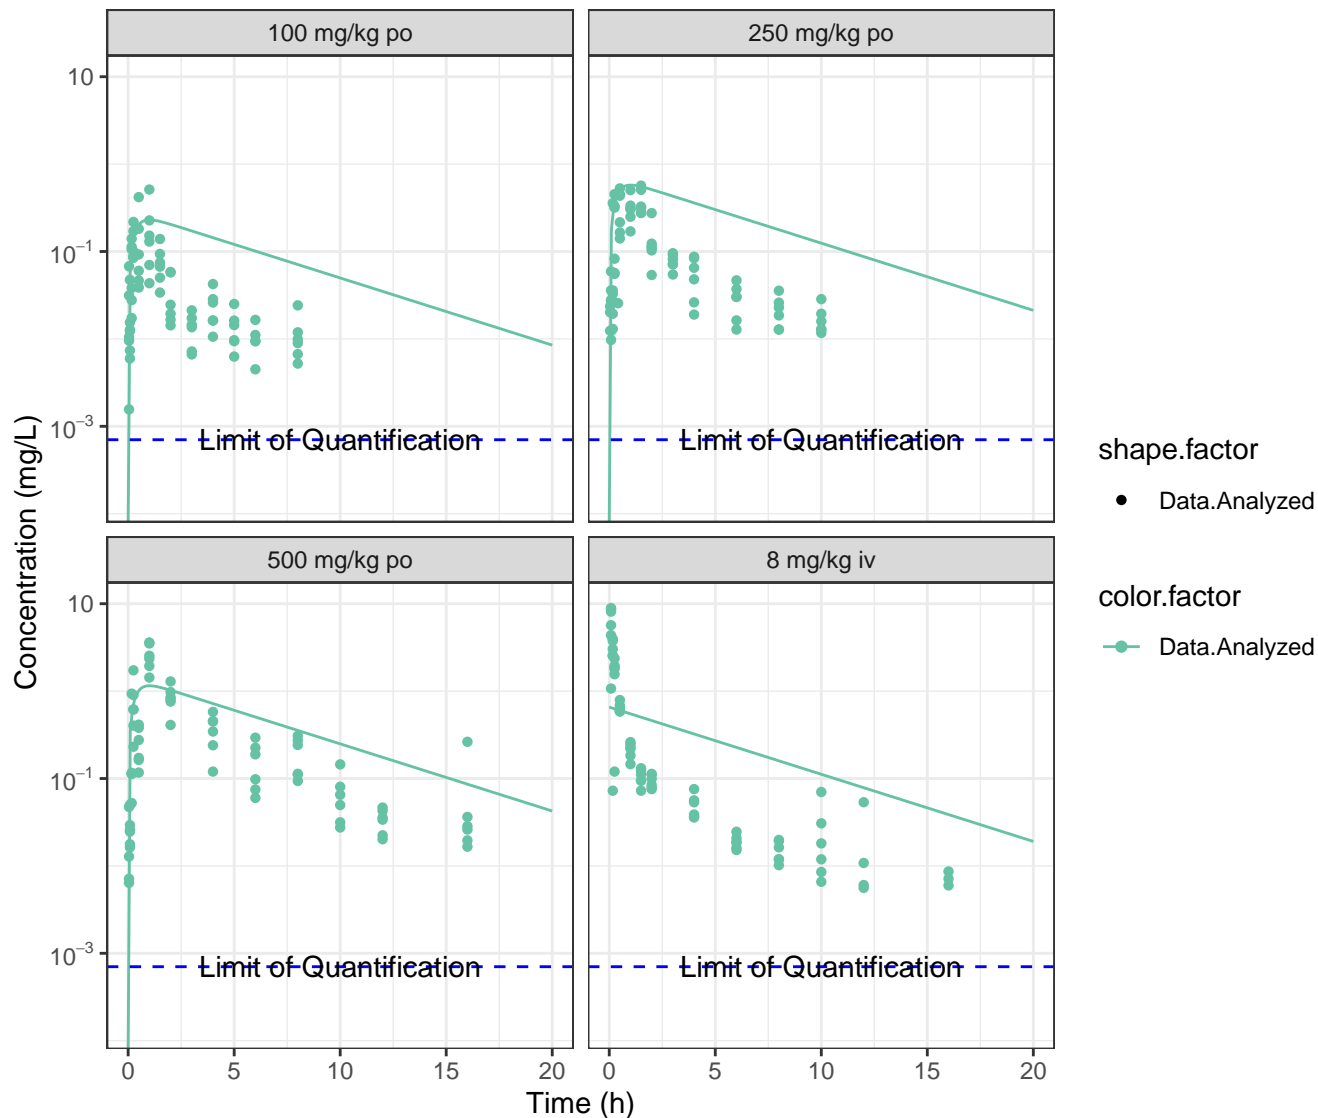 100 mg/kg po
250 mg/kg po
10
10⁻¹
10⁻³
Limit of Quantification
Limit of Quantification
500 mg/kg po
8 mg/kg iv
10
10⁻¹
10⁻³
Limit of Quantification
Limit of Quantification
0 5 10 15 20
0 5 10 15 20
Time (h)
Concentration (mg/L)
shape.factor
Data.Analyzed
color.factor
Data.Analyzed